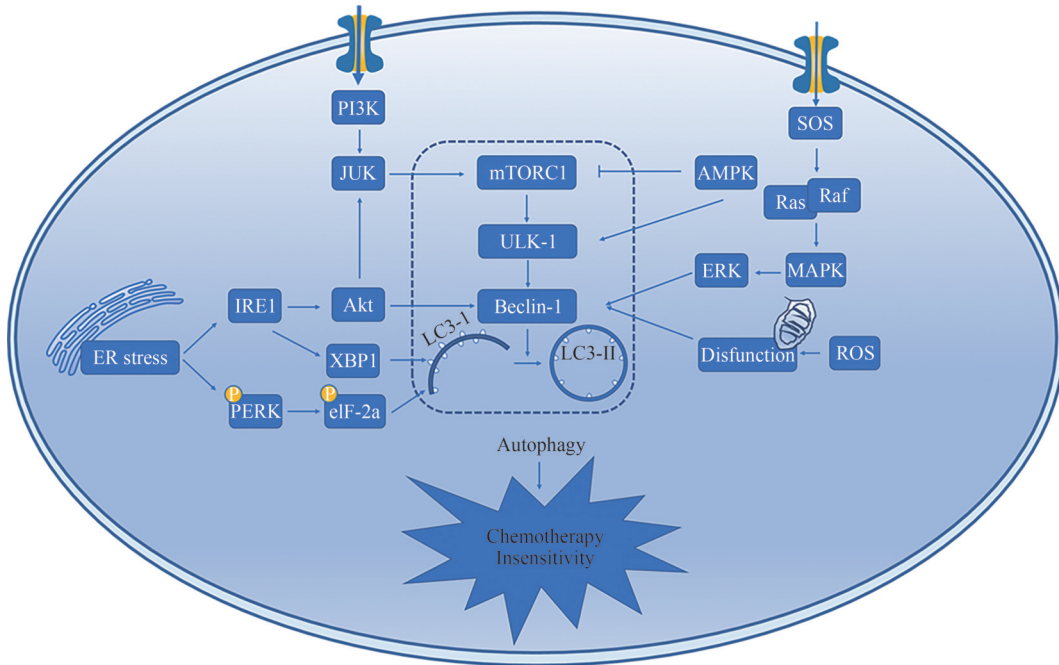 PI3K
SOS
JUK
mTORC1
AMPK
Ras
Raf
ULK-1
ERK
MAPK
IRE1
Akt
Beclin-1
LC3-1
LC3-II
ER stress
XBP1
Disfunction
ROS
P
PERK
P
elF-2a
Autophagy
Chemotherapy
Insensitivity